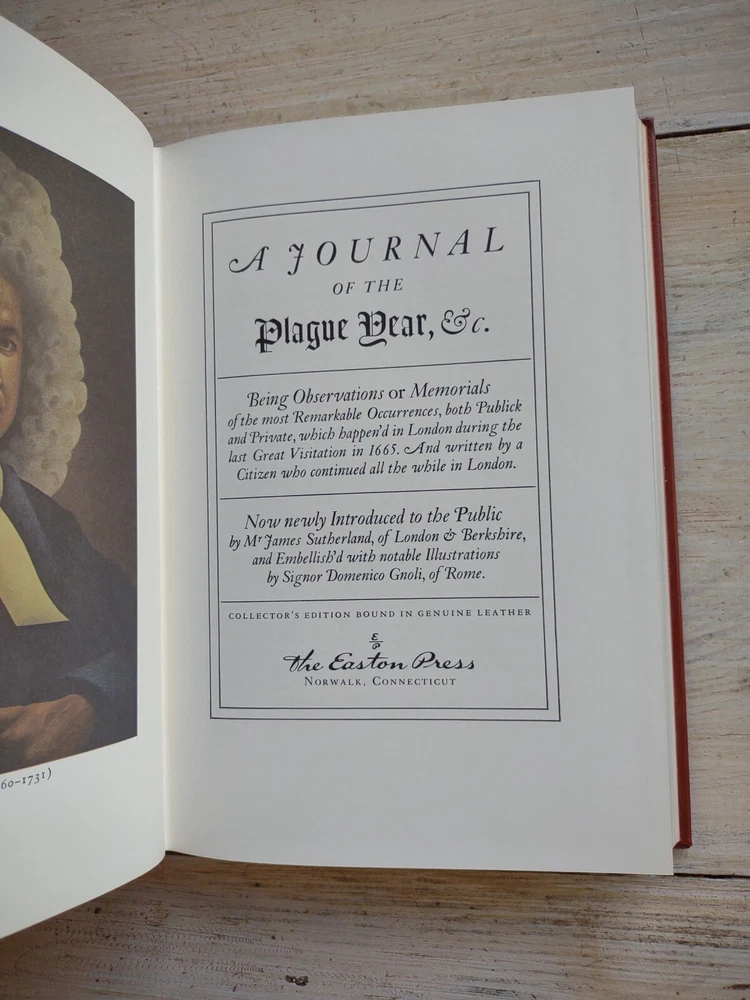 60–1731)
A JOURNAL
OF THE
Plague Year, &c.
Being Observations or Memorials
of the most Remarkable Occurrences, both Publick
and Private, which happen'd in London during the
last Great Visitation in 1665. And written by a
Citizen who continued all the while in London.
Now newly Introduced to the Public
by Mr James Sutherland, of London & Berkshire,
and Embellish'd with notable Illustrations
by Signor Domenico Gnoli, of Rome.
COLLECTOR'S EDITION BOUND IN GENUINE LEATHER
E
P
The Easton Press
NORWALK, CONNECTICUT